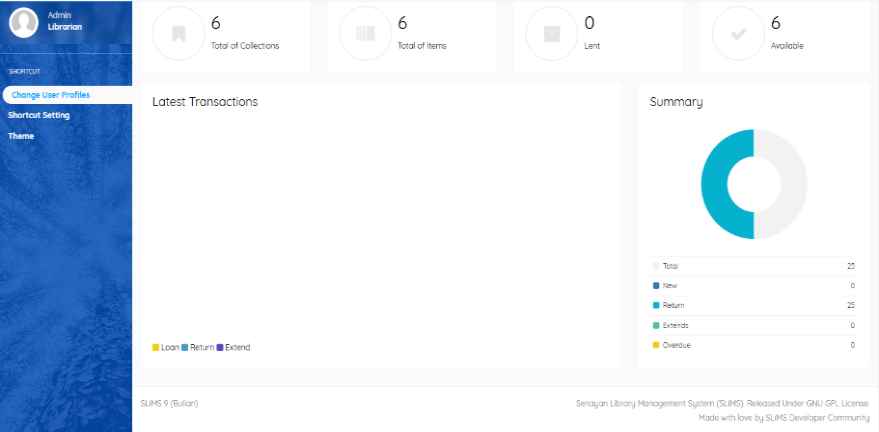 Admin
Librarian
SHORTCUT
Change User Profiles
Shortcut Setting
Theme
6
Total of Collections
6
Total of Items
0
Lent
6
Available
Latest Transactions
Loan Return Extend
Summary
Total 25
New 0
Return 25
Extends 0
Overdue 0
SLiMS 9 (Bulian)
Senayan Library Management System (SLiMS). Released Under GNU GPL License.
Made with love by SLiMS Developer Community